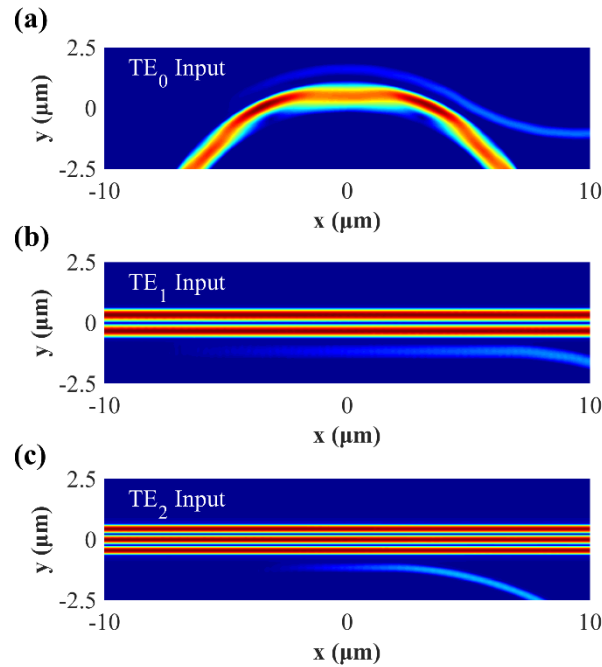 (a)
2.5
TE₀ Input
y (μm)
0
-2.5
-10
0
10
x (μm)
(b)
2.5
TE₁ Input
y (μm)
0
-2.5
-10
0
10
x (μm)
(c)
2.5
TE₂ Input
y (μm)
0
-2.5
-10
0
10
x (μm)